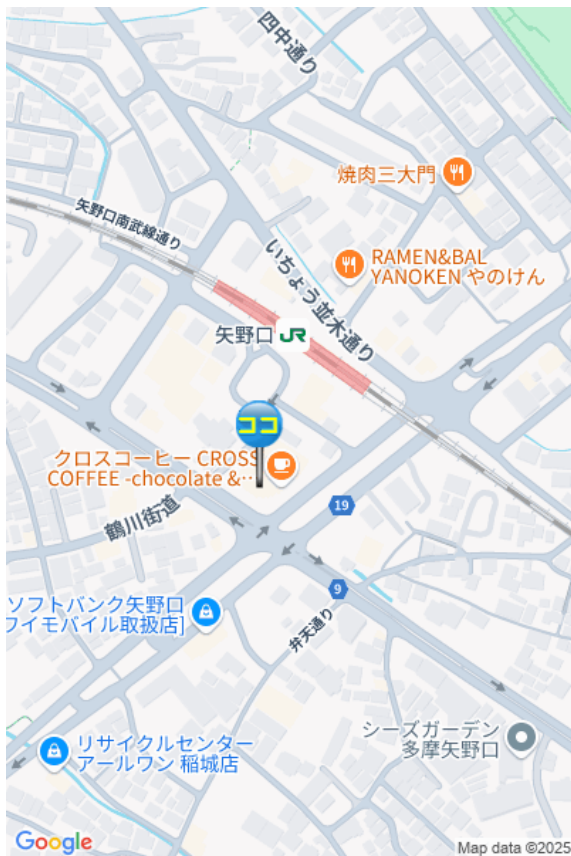 四中通り
焼肉三大門
矢野口南武線通り
いちょう並木通り
RAMEN&BAL
YANOKEN やのけん
矢野口 JR
ココ
クロスコーヒー CROSS
COFFEE -chocolate &…
鶴川街道
19
9
ソフトバンク矢野口
フイモバイル取扱店]
弁天通り
シーズガーデン
多摩矢野口
リサイクルセンター
アールワン 稲城店
Google
Map data ©2025